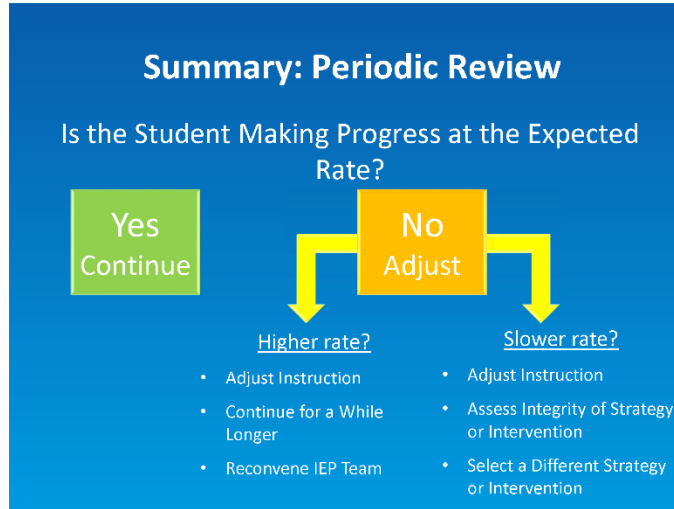 Summary: Periodic Review
Is the Student Making Progress at the Expected
Rate?
Yes
Continue
No
Adjust
Higher rate?
• Adjust Instruction
• Continue for a While
Longer
• Reconvene IEP Team
Slower rate?
• Adjust Instruction
• Assess Integrity of Strategy
or Intervention
• Select a Different Strategy
or Intervention